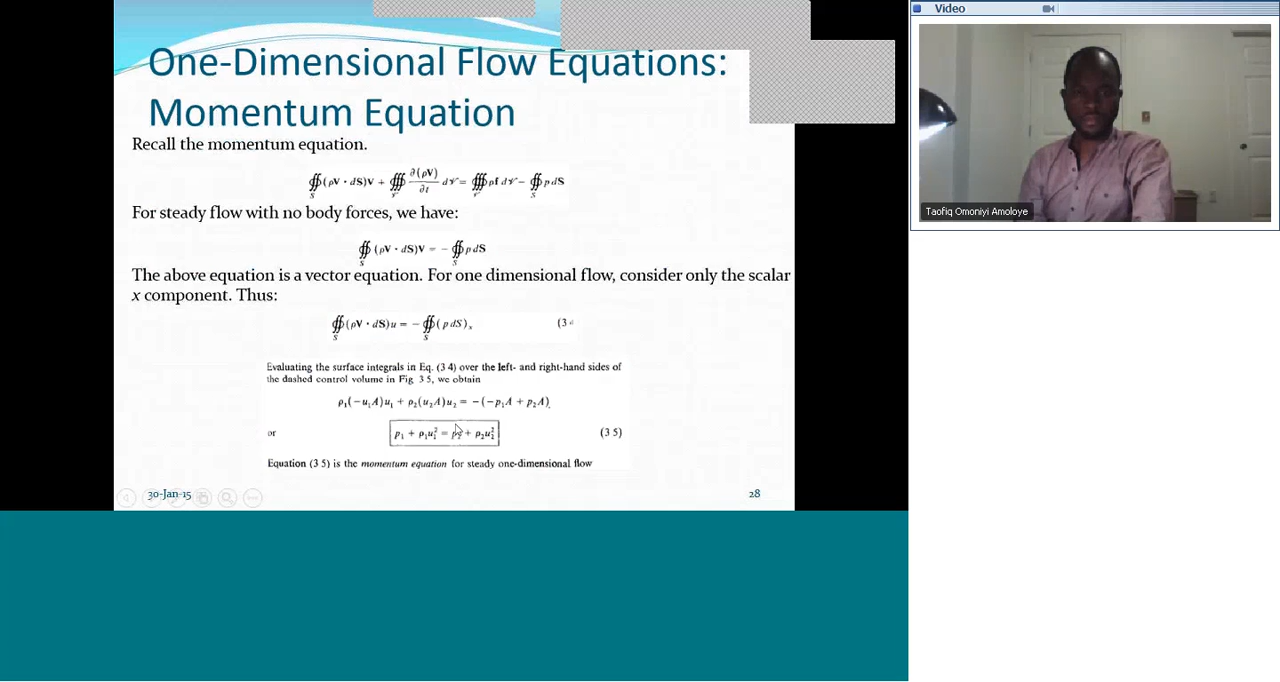 One-Dimensional Flow Equations:
Momentum Equation
Recall the momentum equation.
∯(ρV · dS)V + ∰ ∂(ρV)/∂t d𝒱 = ∰ρf d𝒱 − ∯p dS
S 𝒱 𝒱 S
For steady flow with no body forces, we have:
∯(ρV · dS)V = − ∯p dS
S S
The above equation is a vector equation. For one dimensional flow, consider only the scalar
x component. Thus:
∯(ρV · dS)u = − ∯(p dS)ₓ (3
S S
Evaluating the surface integrals in Eq. (3 4) over the left- and right-hand sides of
the dashed control volume in Fig 3 5, we obtain
ρ₁(−u₁A)u₁ + ρ₂(u₂A)u₂ = −(−p₁A + p₂A)
or p₁ + ρ₁u₁² = p₂ + ρ₂u₂² (3 5)
Equation (3 5) is the momentum equation for steady one-dimensional flow
30-Jan-15
28
Video
Taofiq Omoniyi Amoloye